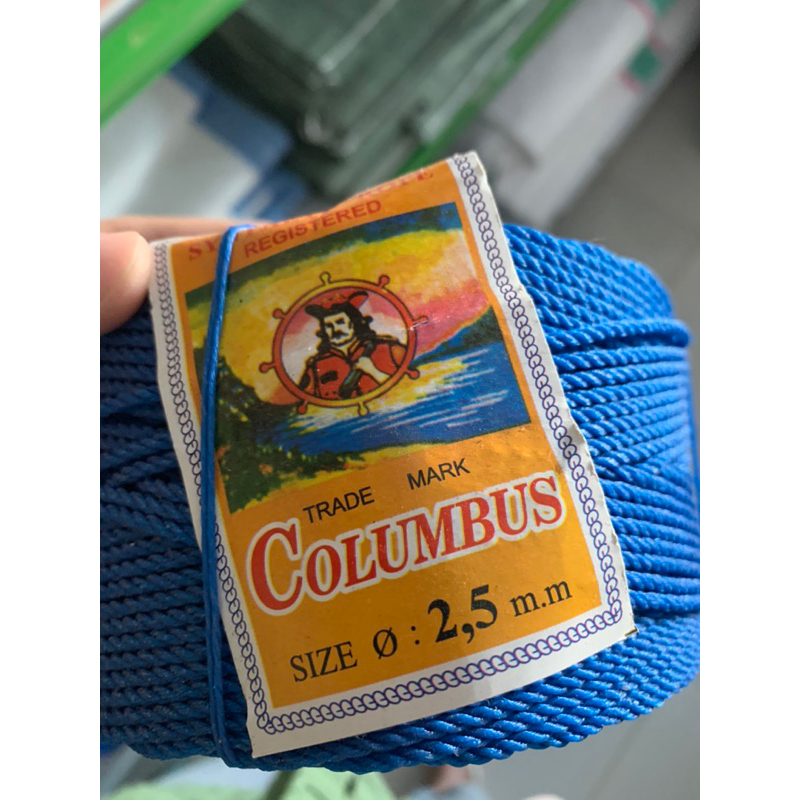 REGISTERED
TRADE MARK
COLUMBUS
SIZE Ø : 2,5 m.m